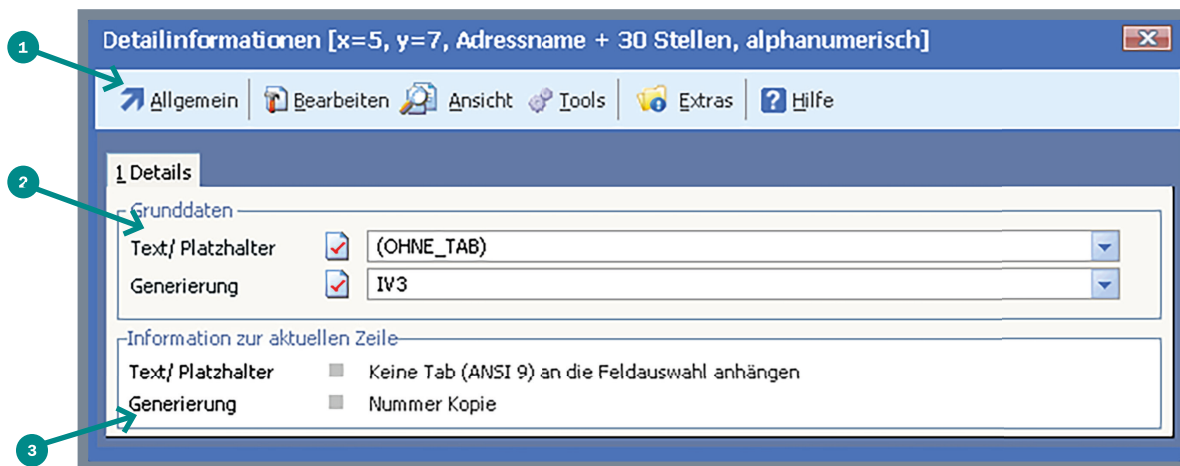 Detailinformationen [x=5, y=7, Adressname + 30 Stellen, alphanumerisch]
1
Allgemein Bearbeiten Ansicht Tools Extras Hilfe
1 Details
2
Grunddaten
Text/ Platzhalter (OHNE_TAB)
Generierung IV3
Information zur aktuellen Zeile
Text/ Platzhalter Keine Tab (ANSI 9) an die Feldauswahl anhängen
Generierung Nummer Kopie
3